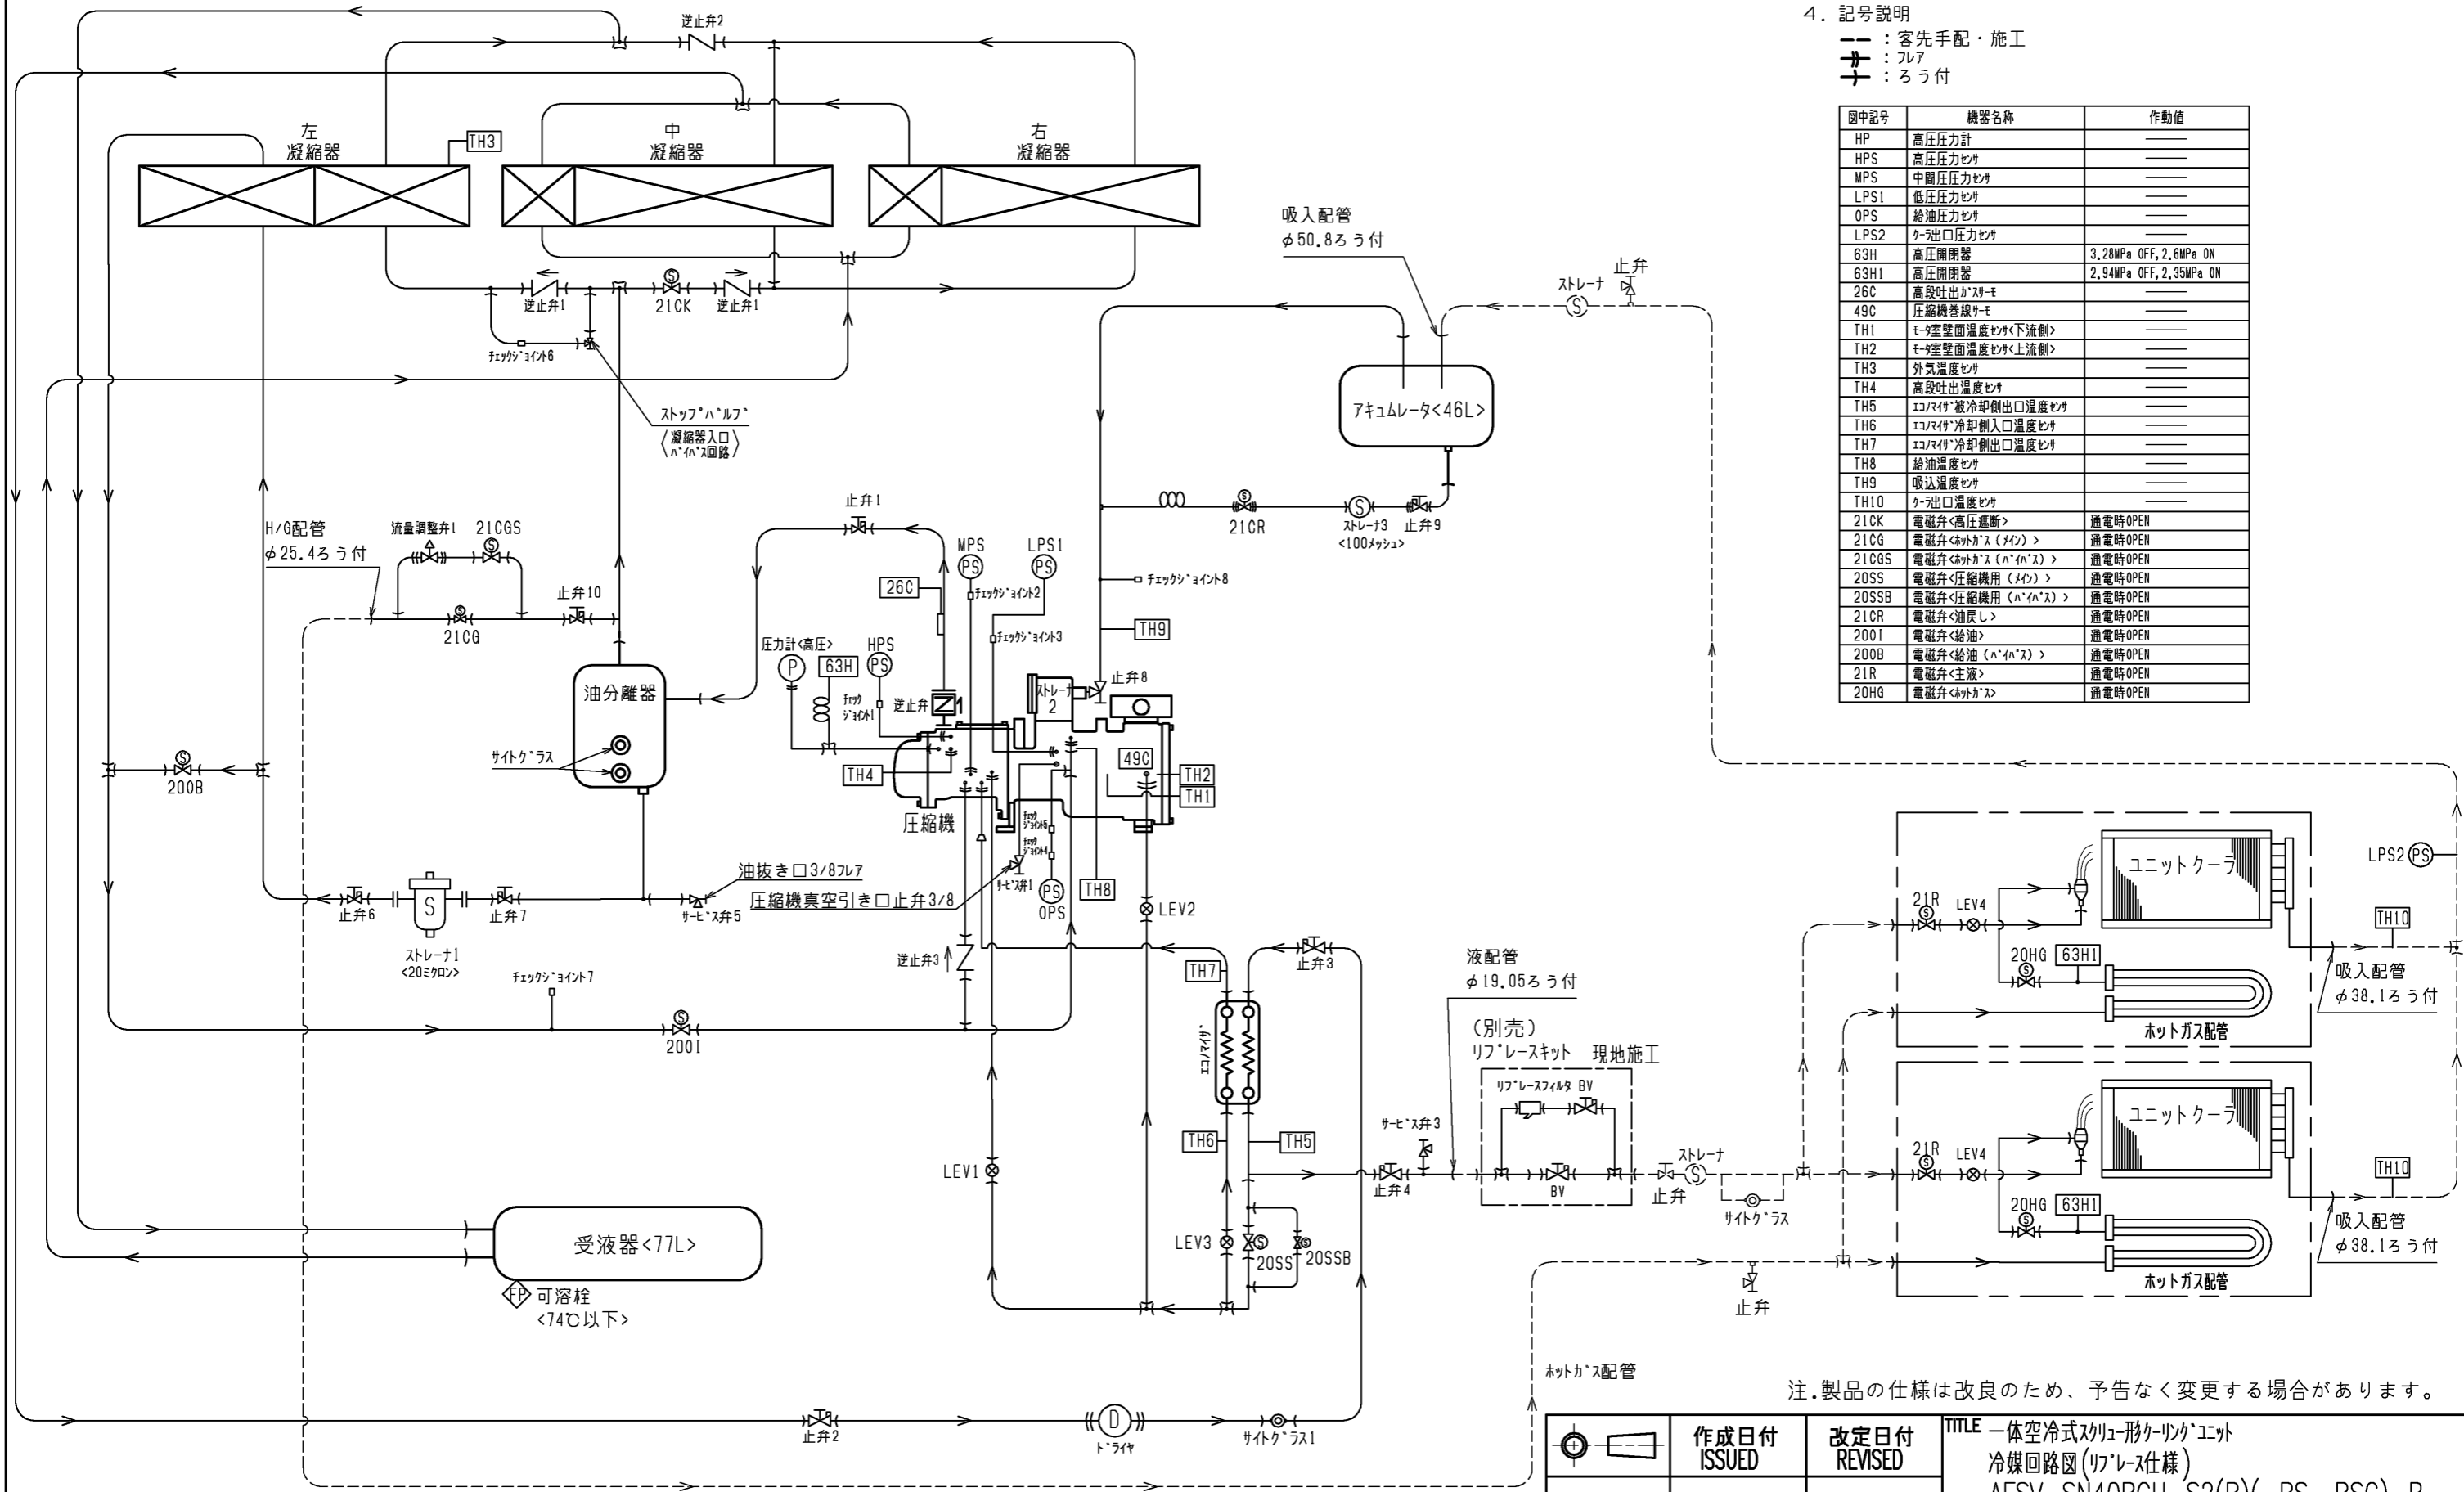 4. 記号説明
：客先手配・施工
：フレア
：ろう付
図中記号 機器名称 作動値
HP 高圧圧力計 ―――
HPS 高圧圧力センサ ―――
MPS 中間圧圧力センサ ―――
LPS1 低圧圧力センサ ―――
OPS 給油圧力センサ ―――
LPS2 クーラ出口圧力センサ ―――
63H 高圧開閉器 3.28MPa OFF,2.6MPa ON
63H1 高圧開閉器 2.94MPa OFF,2.35MPa ON
26C 高段吐出ガスサーモ ―――
49C 圧縮機巻線サーモ ―――
TH1 モータ室壁面温度センサ<下流側> ―――
TH2 モータ室壁面温度センサ<上流側> ―――
TH3 外気温度センサ ―――
TH4 高段吐出温度センサ ―――
TH5 エコノマイザ被冷却側出口温度センサ ―――
TH6 エコノマイザ冷却側入口温度センサ ―――
TH7 エコノマイザ冷却側出口温度センサ ―――
TH8 給油温度センサ ―――
TH9 吸込温度センサ ―――
TH10 クーラ出口温度センサ ―――
21CK 電磁弁<高圧遮断> 通電時OPEN
21CG 電磁弁<ホットガス（メイン）> 通電時OPEN
21CGS 電磁弁<ホットガス（バイパス）> 通電時OPEN
20SS 電磁弁<圧縮機用（メイン）> 通電時OPEN
20SSB 電磁弁<圧縮機用（バイパス）> 通電時OPEN
21CR 電磁弁<油戻し> 通電時OPEN
20OI 電磁弁<給油> 通電時OPEN
20OB 電磁弁<給油（バイパス）> 通電時OPEN
21R 電磁弁<主液> 通電時OPEN
20HG 電磁弁<ホットガス> 通電時OPEN
逆止弁2
左
凝縮器
TH3
中
凝縮器
右
凝縮器
逆止弁1
21CK
逆止弁1
チェックジョイント6
ストップバルブ
〈凝縮器入口
バイパス回路〉
吸入配管
φ50.8ろう付
ストレーナ
止弁
アキュムレータ<46L>
21CR
ストレーナ3
<100メッシュ>
止弁9
H/G配管
φ25.4ろう付
流量調整弁1
21CGS
21CG
止弁10
止弁1
26C
MPS
PS
チェックジョイント2
LPS1
PS
チェックジョイント3
チェックジョイント8
TH9
圧力計<高圧>
P
63H
HPS
PS
チェック
ジョイント1
逆止弁
1
ストレーナ
2
止弁8
油分離器
サイトグラス
TH4
49C
TH2
TH1
圧縮機
20OB
チェック
ジョイント5
チェック
ジョイント4
サービス弁1
PS
OPS
TH8
油抜き口3/8フレア
圧縮機真空引き口止弁3/8
止弁6
S
ストレーナ1
<20ミクロン>
止弁7
サービス弁5
チェックジョイント7
20OI
逆止弁3
LEV2
TH7
止弁3
エコノマイザ
TH6
TH5
LEV1
LEV3
20SS
20SSB
液配管
φ19.05ろう付
(別売)
リプレースキット 現地施工
リプレースフィルタ BV
BV
サービス弁3
止弁4
止弁
ストレーナ
サイトグラス
止弁
ユニットクーラ
21R
LEV4
20HG
63H1
ホットガス配管
LPS2
PS
TH10
吸入配管
φ38.1ろう付
ユニットクーラ
21R
LEV4
20HG
63H1
ホットガス配管
TH10
吸入配管
φ38.1ろう付
受液器<77L>
FP
可溶栓
<74℃以下>
止弁2
D
ドライヤ
サイトグラス1
ホットガス配管
注.製品の仕様は改良のため、予告なく変更する場合があります。
作成日付
ISSUED
改定日付
REVISED
TITLE 一体空冷式スクリュー形クーリングユニット
冷媒回路図(リプレース仕様)